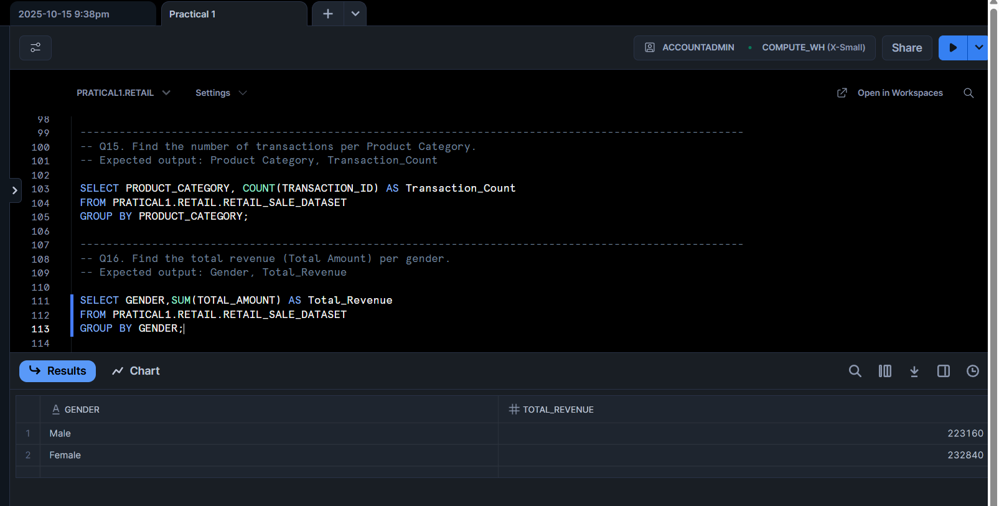 2025-10-15 9:38pm
Practical 1
ACCOUNTADMIN
COMPUTE_WH (X-Small)
Share
PRATICAL1.RETAIL
Settings
Open in Workspaces
98
99 ------------------------------------------------------------------------------------------------------
100 -- Q15. Find the number of transactions per Product Category.
101 -- Expected output: Product Category, Transaction_Count
102
103 SELECT PRODUCT_CATEGORY, COUNT(TRANSACTION_ID) AS Transaction_Count
104 FROM PRATICAL1.RETAIL.RETAIL_SALE_DATASET
105 GROUP BY PRODUCT_CATEGORY;
106
107 ------------------------------------------------------------------------------------------------------
108 -- Q16. Find the total revenue (Total Amount) per gender.
109 -- Expected output: Gender, Total_Revenue
110
111 SELECT GENDER,SUM(TOTAL_AMOUNT) AS Total_Revenue
112 FROM PRATICAL1.RETAIL.RETAIL_SALE_DATASET
113 GROUP BY GENDER;
114
Results
Chart
A GENDER # TOTAL_REVENUE
1 Male 223160
2 Female 232840